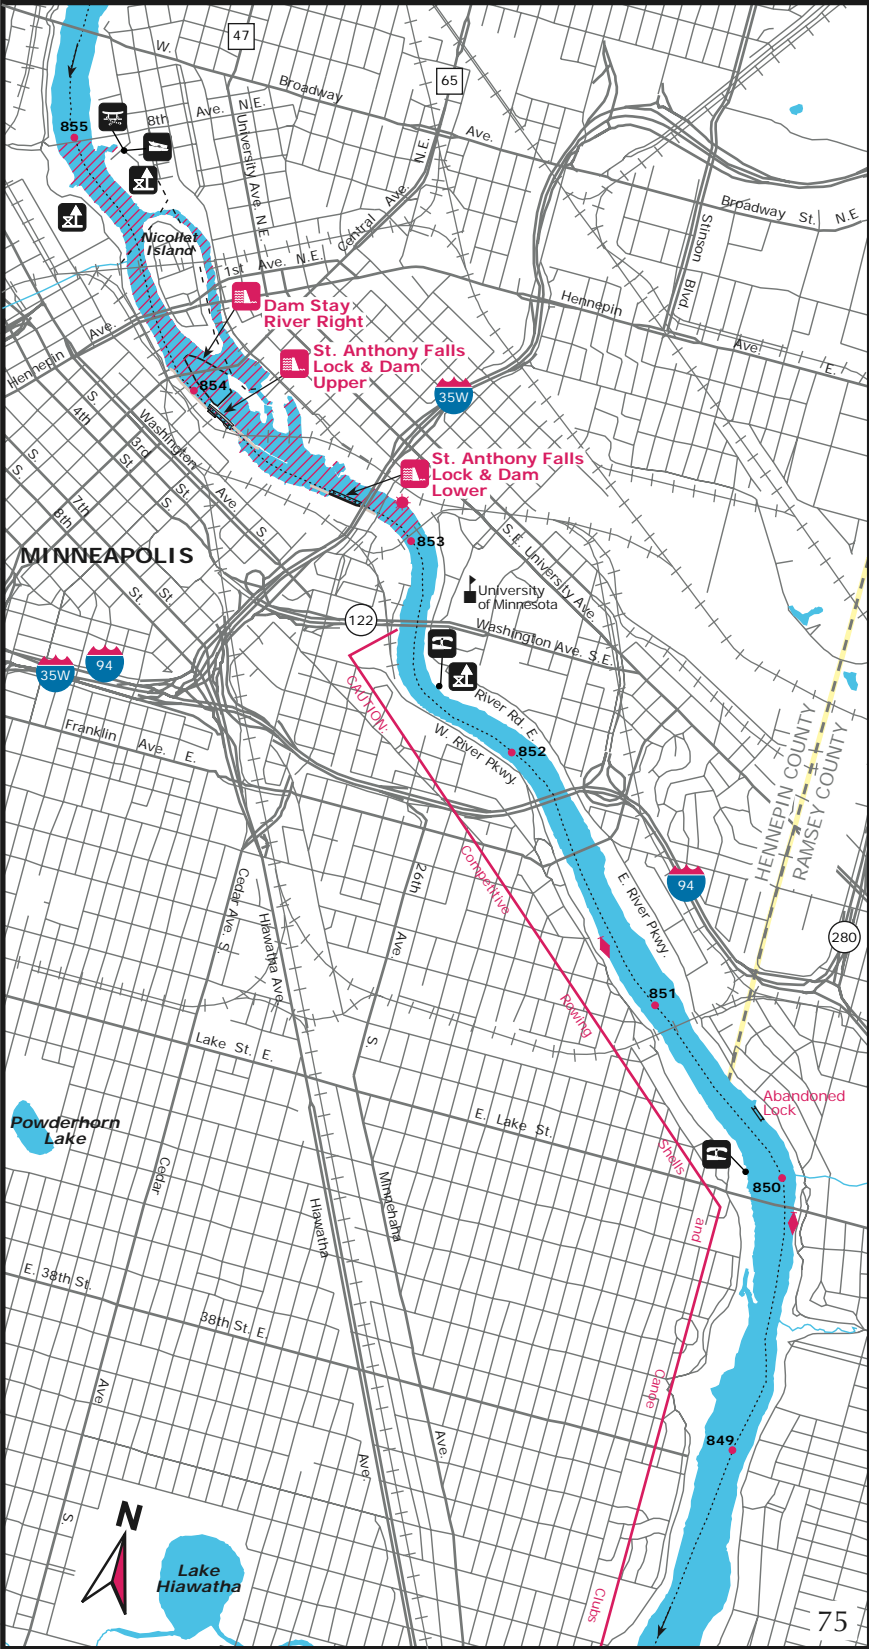 47
W.
Broadway
65
Ave.
855
8th Ave. N.E.
University Ave. N.E.
N.E.
Central Ave.
Broadway St. N.E
Stinson Blvd.
Nicollet
Island
1st Ave. N.E.
Hennepin
Ave.
E.
Dam Stay
River Right
Hennepin Ave.
St. Anthony Falls
Lock & Dam
Upper
854
35W
S.
4th
Washington
3rd
St.
S.
St.
S.
Ave.
S.
S.
7th
8th
St. Anthony Falls
Lock & Dam
Lower
853
S.E. University Ave.
MINNEAPOLIS
St.
St.
University
of Minnesota
122
Washington Ave. S.E.
35W
94
CAUTION:
River Rd. E.
W. River Pkwy.
852
Franklin Ave. E.
HENNEPIN COUNTY
RAMSEY COUNTY
Competitive
26th
Ave.
S.
Cedar Ave. S.
Hiawatha Ave.
E. River Pkwy.
94
280
851
Rowing
Lake St. E.
Abandoned
Lock
Powderhorn
Lake
E. Lake St.
Shells
850
Cedar
Hiawatha
Minnehaha
and
E. 38th St.
38th St. E.
Canoe
Ave.
849
Ave.
Ave.
S.
N
Lake
Hiawatha
Clubs
75